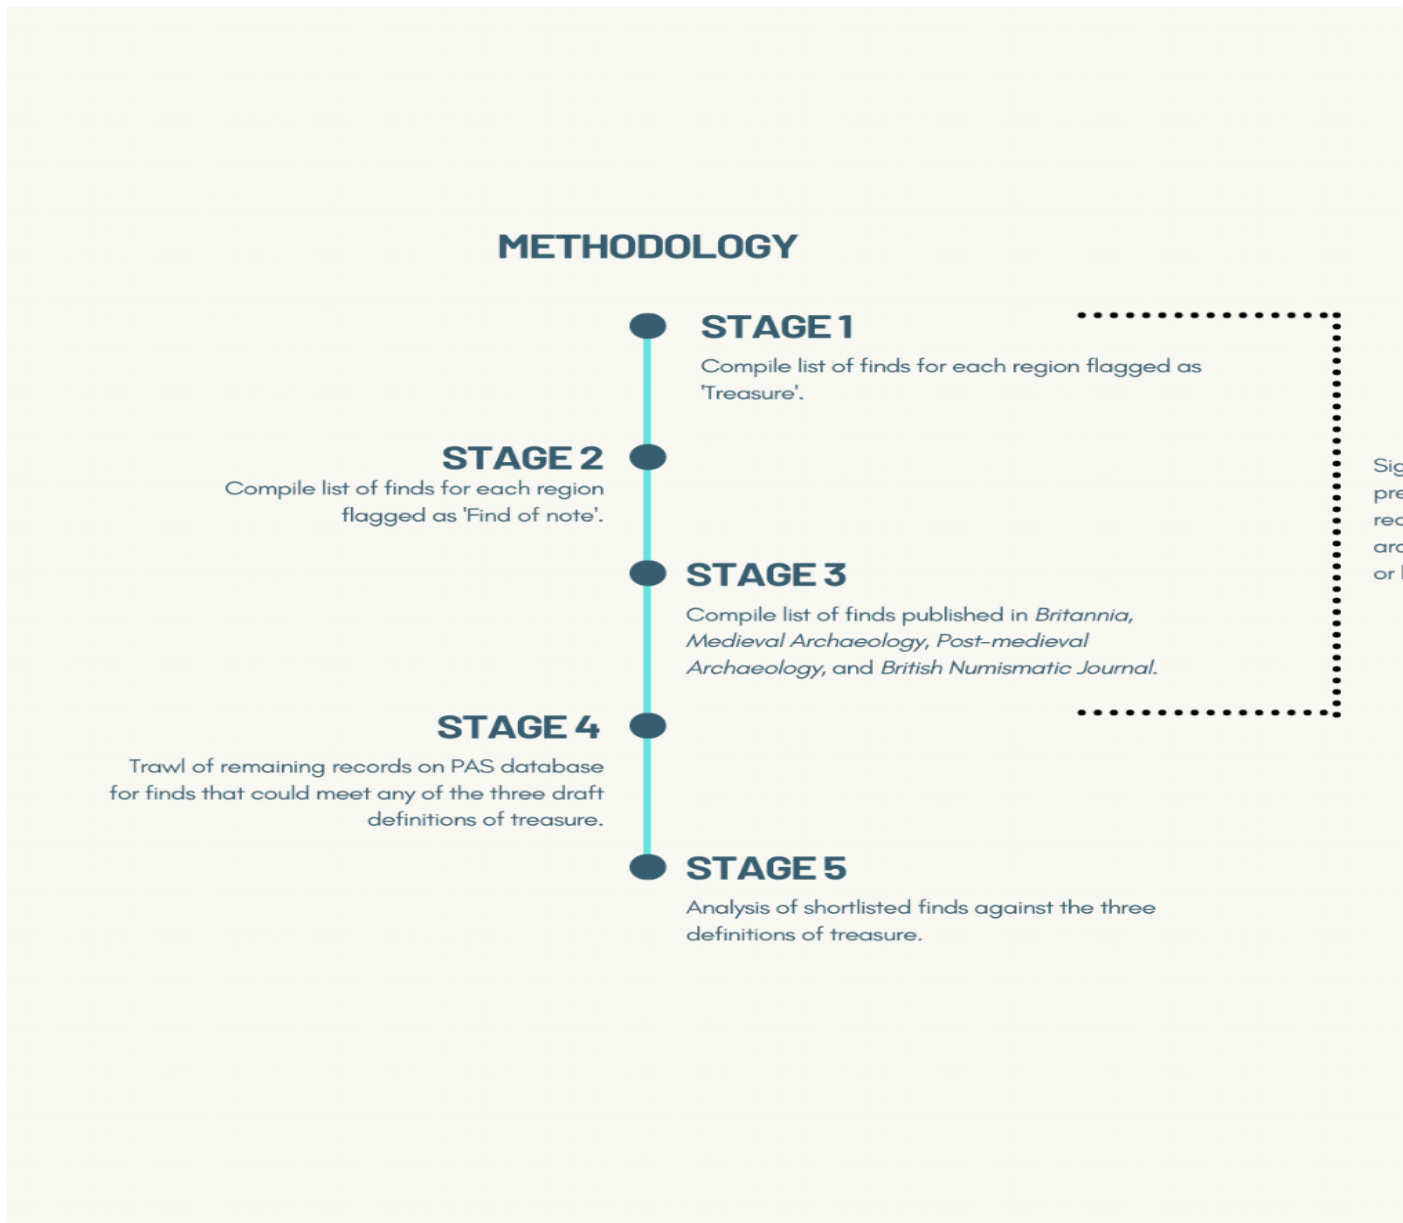 METHODOLOGY
STAGE 1
Compile list of finds for each region flagged as
'Treasure'.
STAGE 2
Compile list of finds for each region
flagged as 'Find of note'.
STAGE 3
Compile list of finds published in Britannia,
Medieval Archaeology, Post-medieval
Archaeology, and British Numismatic Journal.
STAGE 4
Trawl of remaining records on PAS database
for finds that could meet any of the three draft
definitions of treasure.
STAGE 5
Analysis of shortlisted finds against the three
definitions of treasure.
or